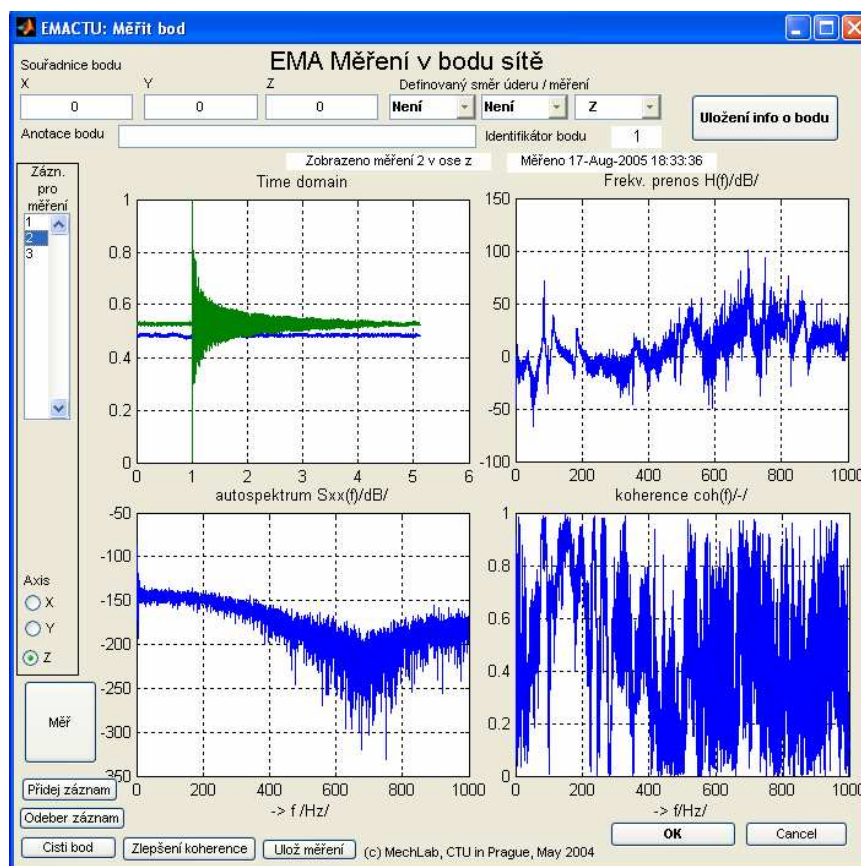 EMACTU: Měřit bod
EMA Měření v bodu sítě
Souřadnice bodu
Definovaný směr úderu / měření
X Y Z
0 0 0 Není Není Z
Uložení info o bodu
Anotace bodu
Identifikátor bodu 1
Zobrazeno měření 2 v ose z
Měřeno 17-Aug-2005 18:33:36
Zázn.
pro
měření
1
2
3
Time domain
1
0.8
0.6
0.4
0.2
0
0 1 2 3 4 5 6
Frekv. prenos H(f)/dB/
150
100
50
0
-50
-100
0 200 400 600 800 1000
autospektrum Sxx(f)/dB/
-50
-100
-150
-200
-250
-300
350
0 200 400 600 800 1000
-> f /Hz/
koherence coh(f)/-/
1
0.8
0.6
0.4
0.2
0
0 200 400 600 800 1000
-> f/Hz/
Axis
X
Y
Z
Měř
Přidej záznam
Odeber záznam
Cisti bod
Zlepšení koherence
Ulož měření
(c) MechLab, CTU in Prague, May 2004
OK
Cancel